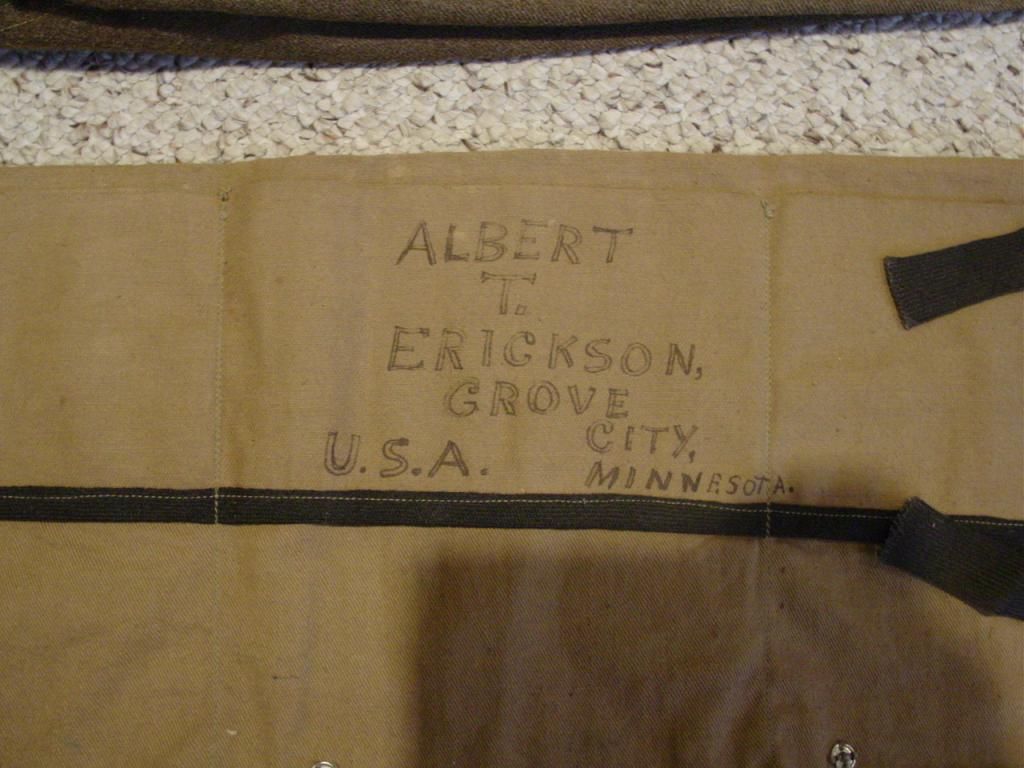 ALBERT
T.
ERICKSON,
GROVE
CITY,
U.S.A.
MINNESOTA.